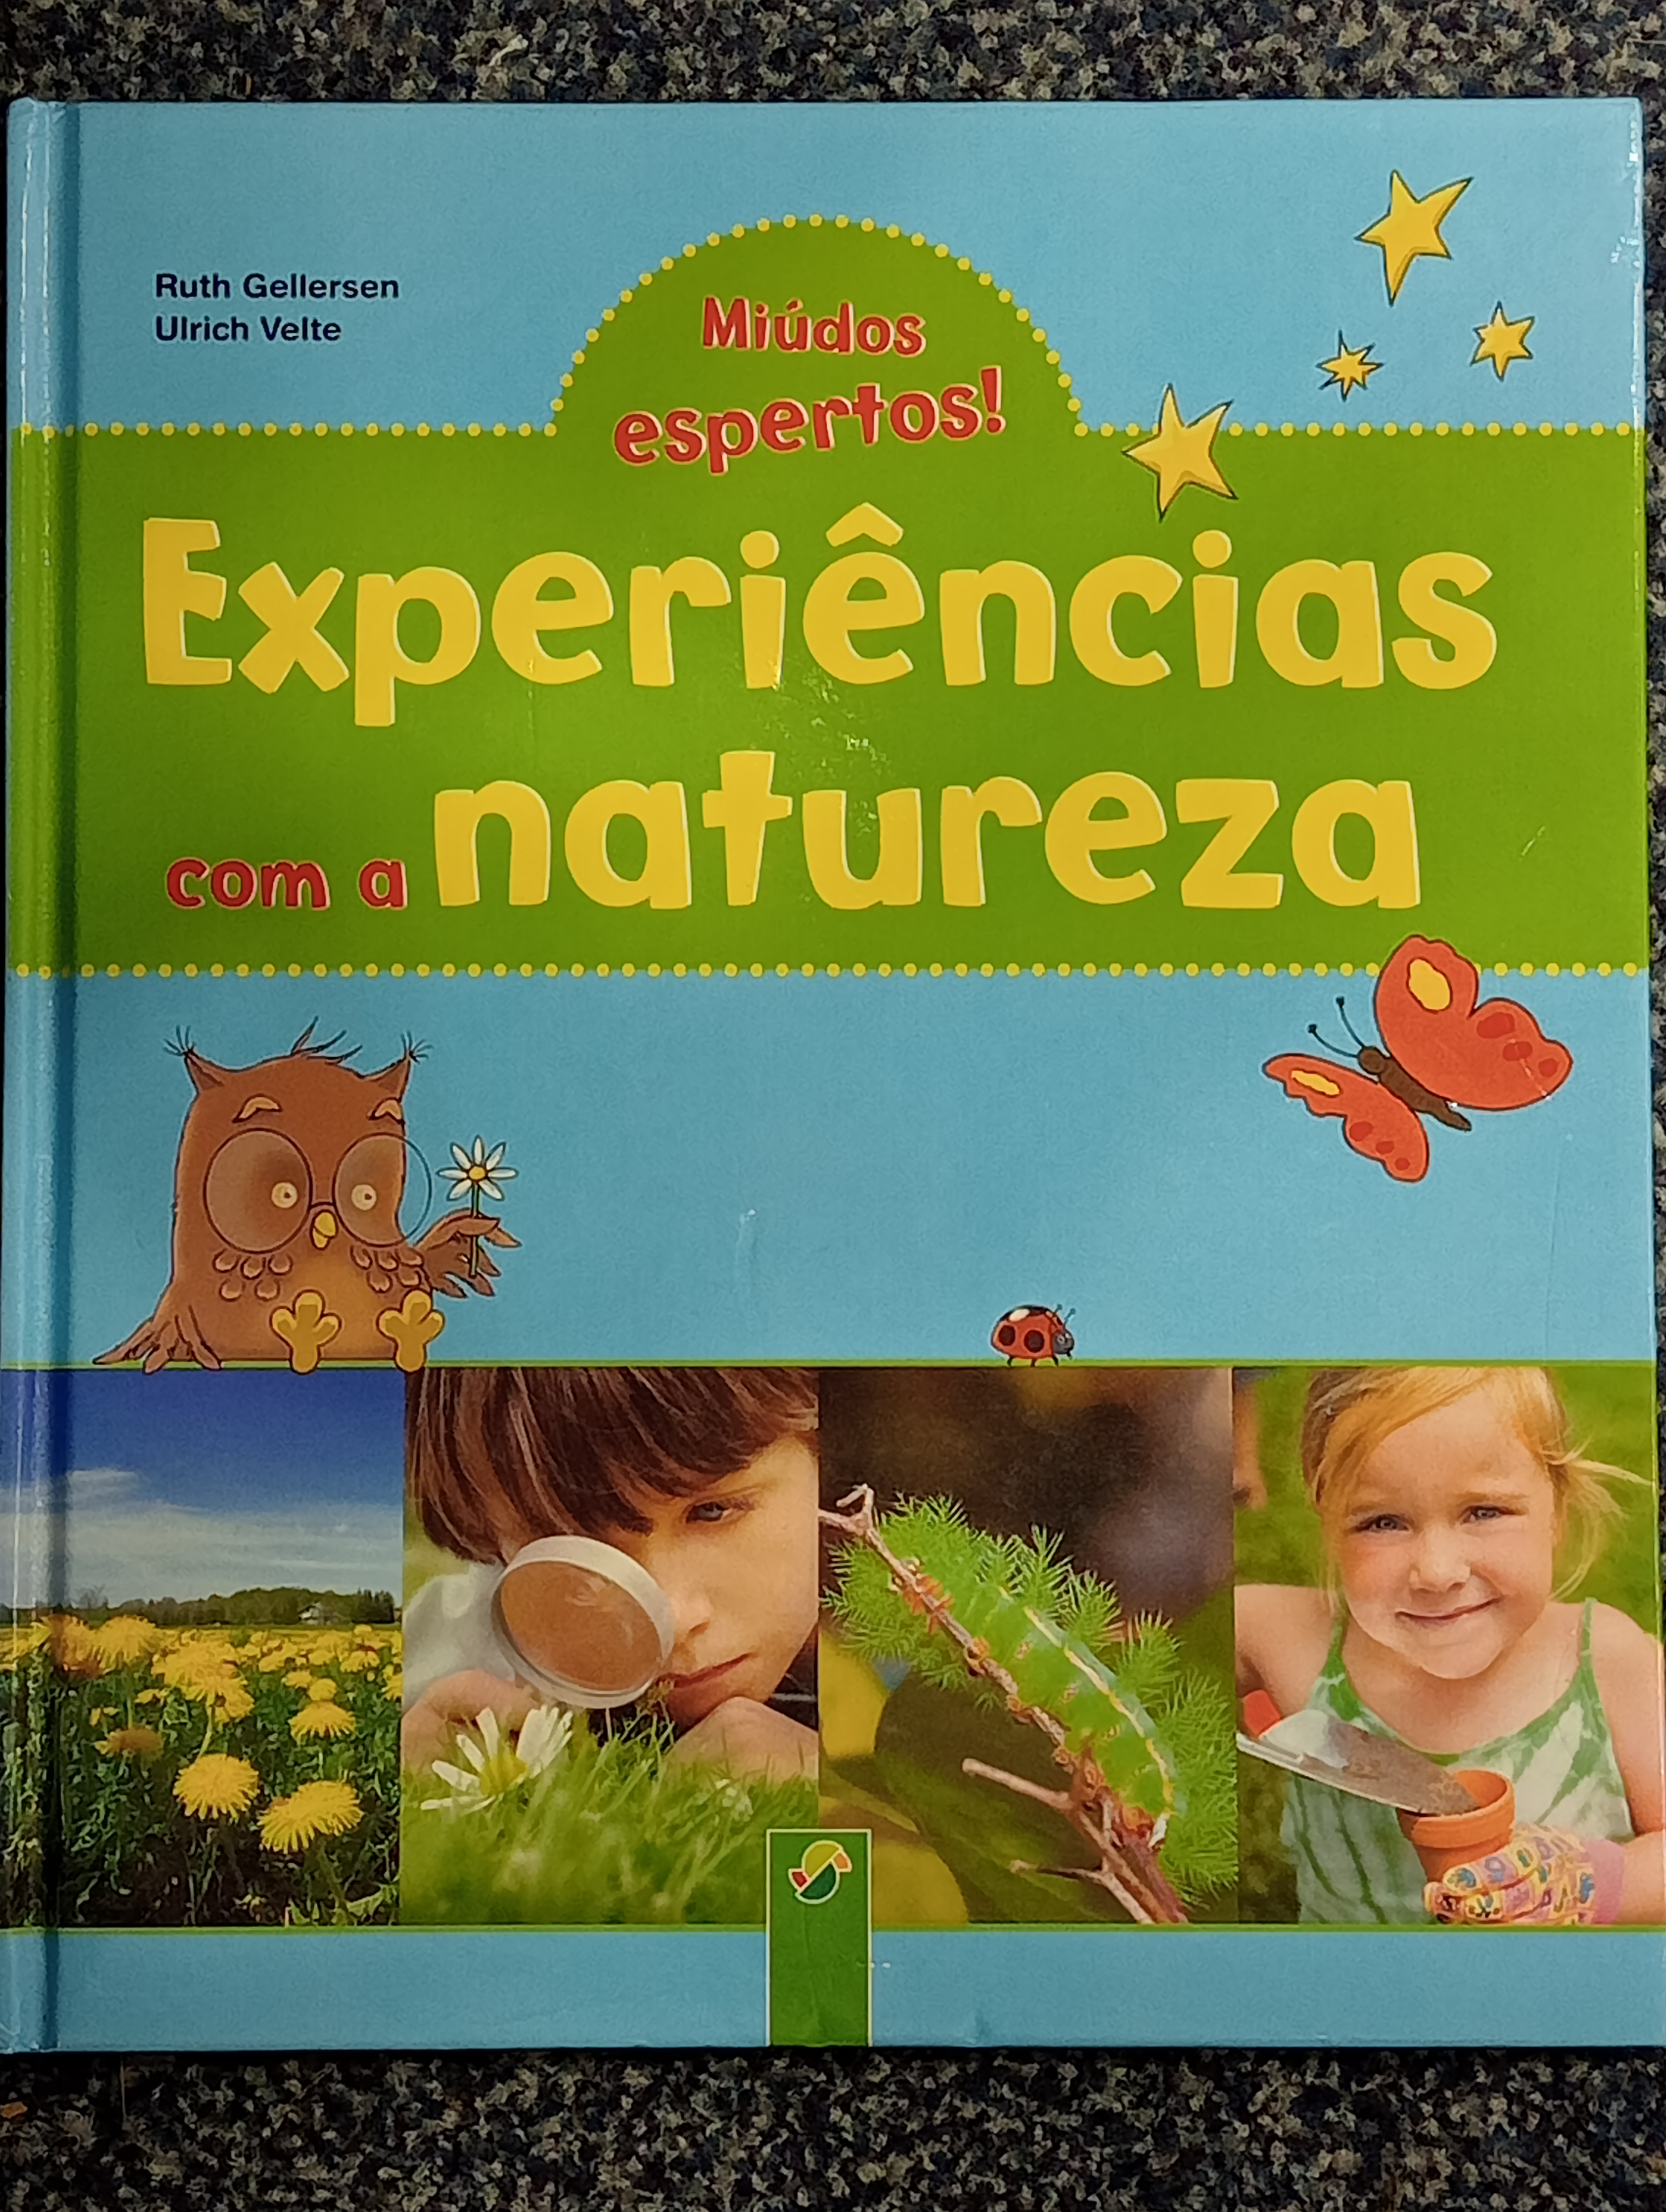 Ruth Gellersen
Ulrich Velte
Miúdos
espertos!
Experiências
com a natureza